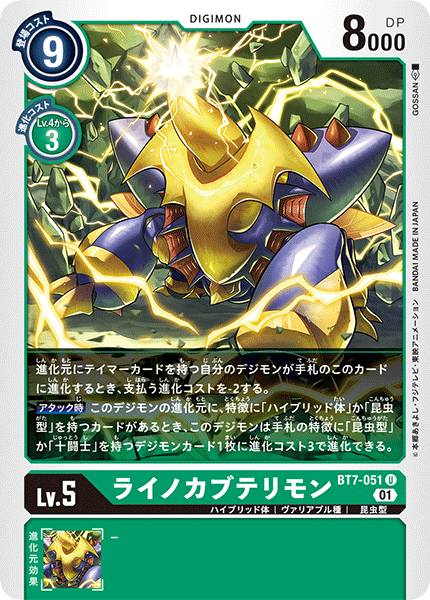 登場コスト
9
DIGIMON
8000
DP
進化コスト
Lv.4から
3
GOSSAN
BANDAI MADE IN JAPAN
©本郷あきよし・フジテレビ・東映アニメーション
進化元にテイマーカードを持つ自分のデジモンが手札のこのカード
に進化するとき、支払う進化コストを-2する。
アタック時 このデジモンの進化元に、特徴に「ハイブリッド体」か「昆虫
型」を持つカードがあるとき、このデジモンは手札の特徴に「昆虫型」
か「十闘士」を持つデジモンカード1枚に進化コスト3で進化できる。
Lv.5
ライノカブテリモン
BT7-051 U
01
ハイブリッド体 | ヴァリアブル種 | 昆虫型
進化元効果
－